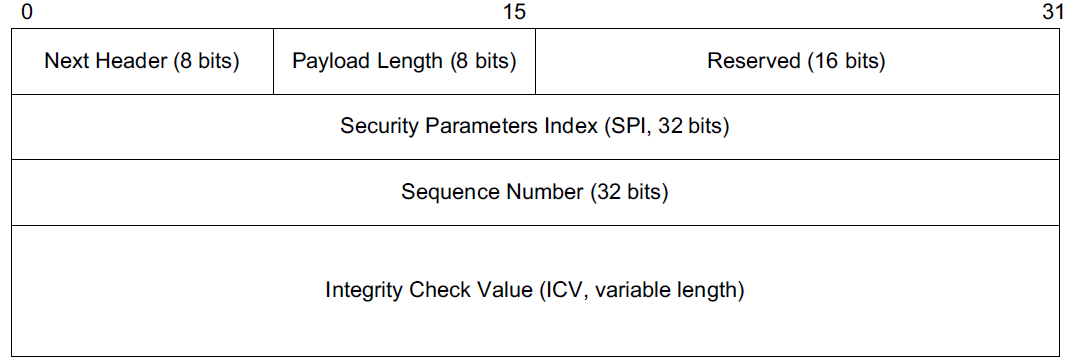 0 15 31
Next Header (8 bits) Payload Length (8 bits) Reserved (16 bits)
Security Parameters Index (SPI, 32 bits)
Sequence Number (32 bits)
Integrity Check Value (ICV, variable length)